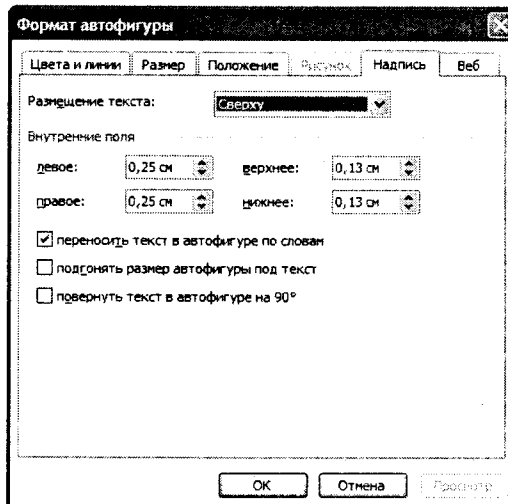 Формат автофигуры
Цвета и линии Размер Положение Рисунок Надпись Веб
Размещение текста: Сверху
Внутренние поля
левое: 0,25 см верхнее: 0,13 см
правое: 0,25 см нижнее: 0,13 см
переносить текст в автофигуре по словам
подгонять размер автофигуры под текст
повернуть текст в автофигуре на 90°
ОК Отмена Просмотр